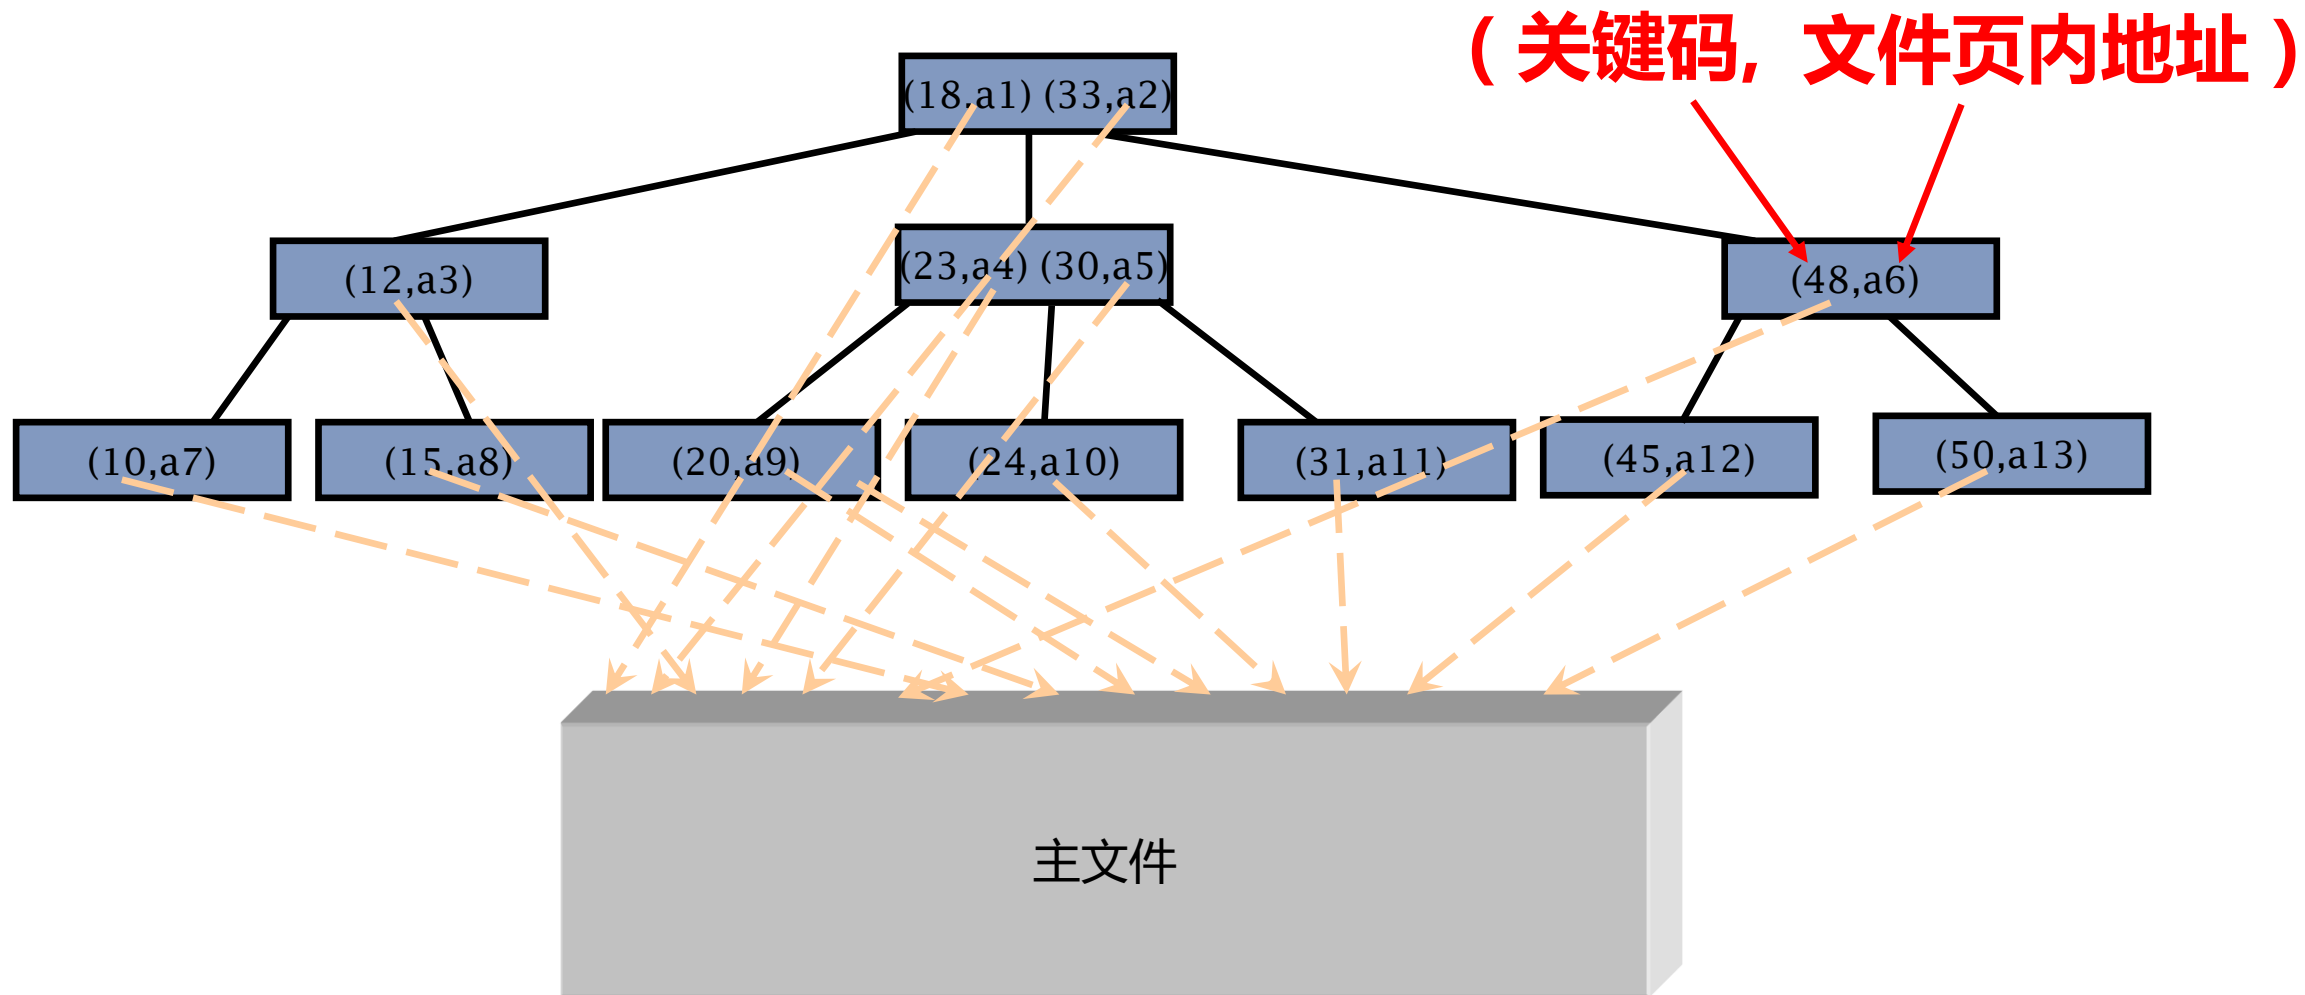 （关键码，文件页内地址）
(18,a1) (33,a2)
(12,a3)
(23,a4) (30,a5)
(48,a6)
(10,a7)
(15,a8)
(20,a9)
(24,a10)
(31,a11)
(45,a12)
(50,a13)
主文件